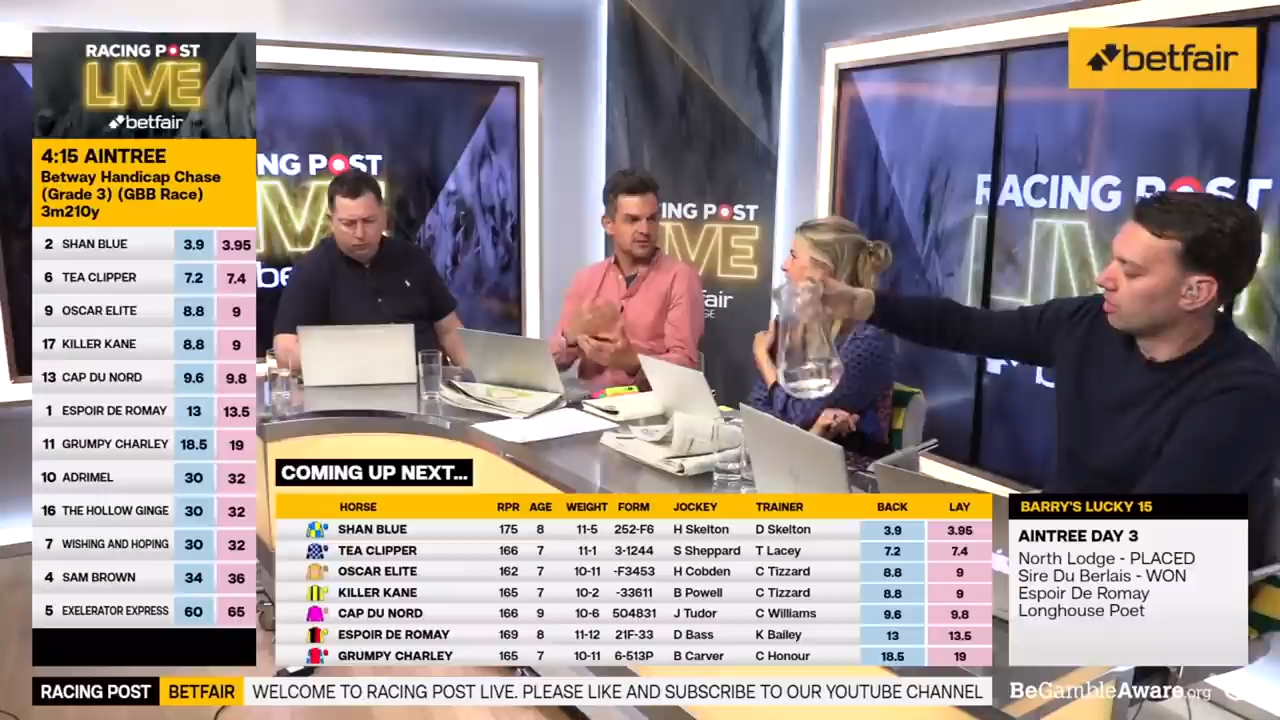 RACING POST
LIVE
betfair
4:15 AINTREE
Betway Handicap Chase
(Grade 3) (GBB Race)
3m210y
2 SHAN BLUE 3.9 3.95
6 TEA CLIPPER 7.2 7.4
9 OSCAR ELITE 8.8 9
17 KILLER KANE 8.8 9
13 CAP DU NORD 9.6 9.8
1 ESPOIR DE ROMAY 13 13.5
11 GRUMPY CHARLEY 18.5 19
10 ADRIMEL 30 32
16 THE HOLLOW GINGE 30 32
7 WISHING AND HOPING 30 32
4 SAM BROWN 34 36
5 EXELERATOR EXPRESS 60 65
betfair
NG POST
ING POST
IVE
fair
RACING POST
COMING UP NEXT...
HORSE RPR AGE WEIGHT FORM JOCKEY TRAINER BACK LAY
SHAN BLUE 175 8 11-5 252-F6 H Skelton D Skelton 3.9 3.95
TEA CLIPPER 166 7 11-1 3-1244 S Sheppard T Lacey 7.2 7.4
OSCAR ELITE 162 7 10-11 -F3453 H Cobden C Tizzard 8.8 9
KILLER KANE 165 7 10-2 -33611 B Powell C Tizzard 8.8 9
CAP DU NORD 166 9 10-6 504831 J Tudor C Williams 9.6 9.8
ESPOIR DE ROMAY 169 8 11-12 21F-33 D Bass K Bailey 13 13.5
GRUMPY CHARLEY 165 7 10-11 6-513P B Carver C Honour 18.5 19
BARRY'S LUCKY 15
AINTREE DAY 3
North Lodge - PLACED
Sire Du Berlais - WON
Espoir De Romay
Longhouse Poet
RACING POST BETFAIR WELCOME TO RACING POST LIVE. PLEASE LIKE AND SUBSCRIBE TO OUR YOUTUBE CHANNEL
BeGambleAware.org